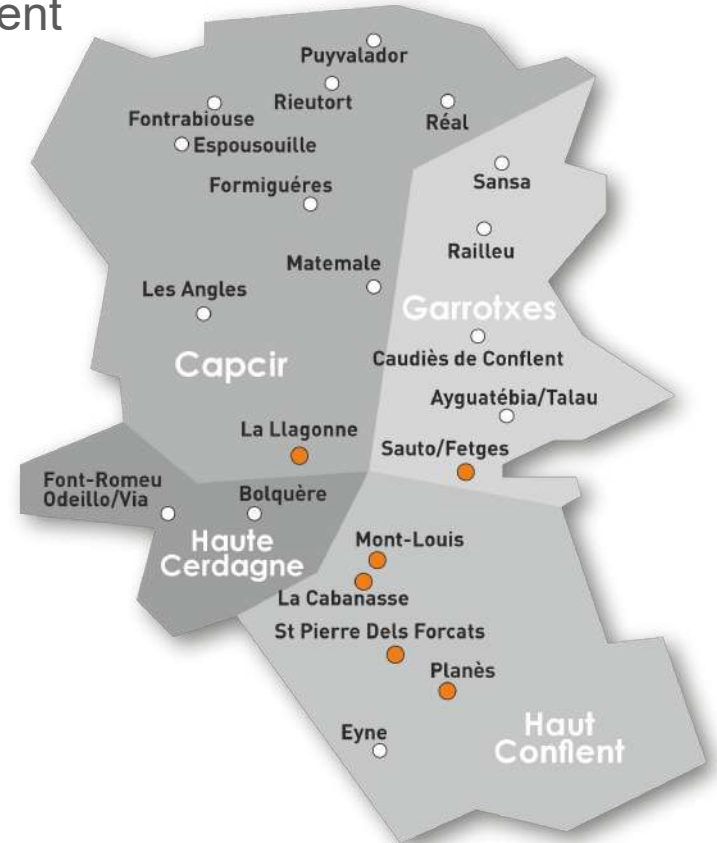 ent
Puyvalador
Rieutort
Fontrabiouse
Réal
Espousouille
Sansa
Formiguéres
Railleu
Matemale
Les Angles
Garrotxes
Capcir
Caudiès de Conflent
Ayguatébia/Talau
La Llagonne
Sauto/Fetges
Font-Romeu
Odeillo/Via
Bolquère
Haute
Cerdagne
Mont-Louis
La Cabanasse
St Pierre Dels Forcats
Planès
Eyne
Haut
Conflent